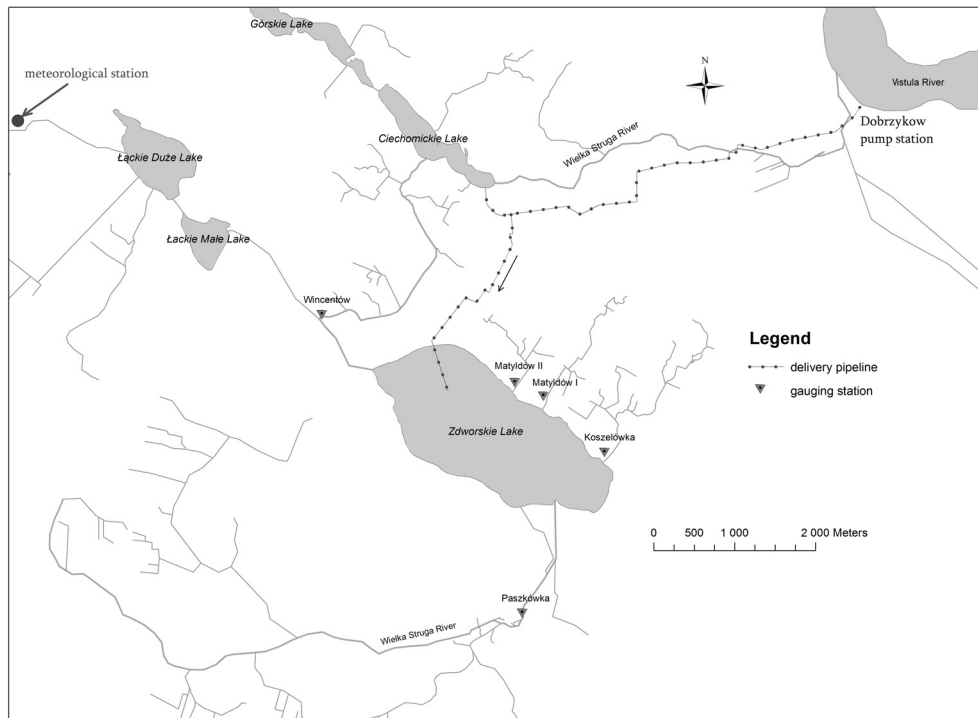 Górskie Lake
meteorological station
N
Vistula River
Ciechomickie Lake
Dobrzykow
pump station
Wielka Struga River
Łąckie Duże Lake
Łackie Małe Lake
Wincentów
Legend
Matyldów II
delivery pipeline
Matyldów I
gauging station
Zdworskie Lake
Koszelówka
0 500 1 000 2 000 Meters
Paszkówka
Wielka Struga River